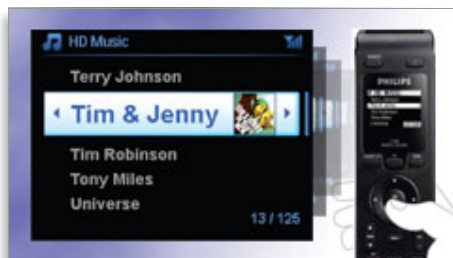 HD Music
Terry Johnson
Tim & Jenny
Tim Robinson
Tony Miles
Universe
13 / 125
PHILIPS